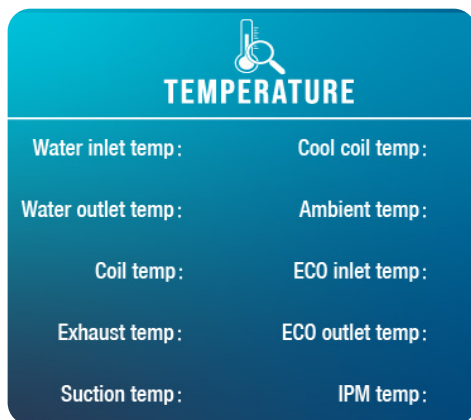 TEMPERATURE
Water inlet temp:
Cool coil temp:
Water outlet temp:
Ambient temp:
Coil temp:
ECO inlet temp:
Exhaust temp:
ECO outlet temp:
Suction temp:
IPM temp: